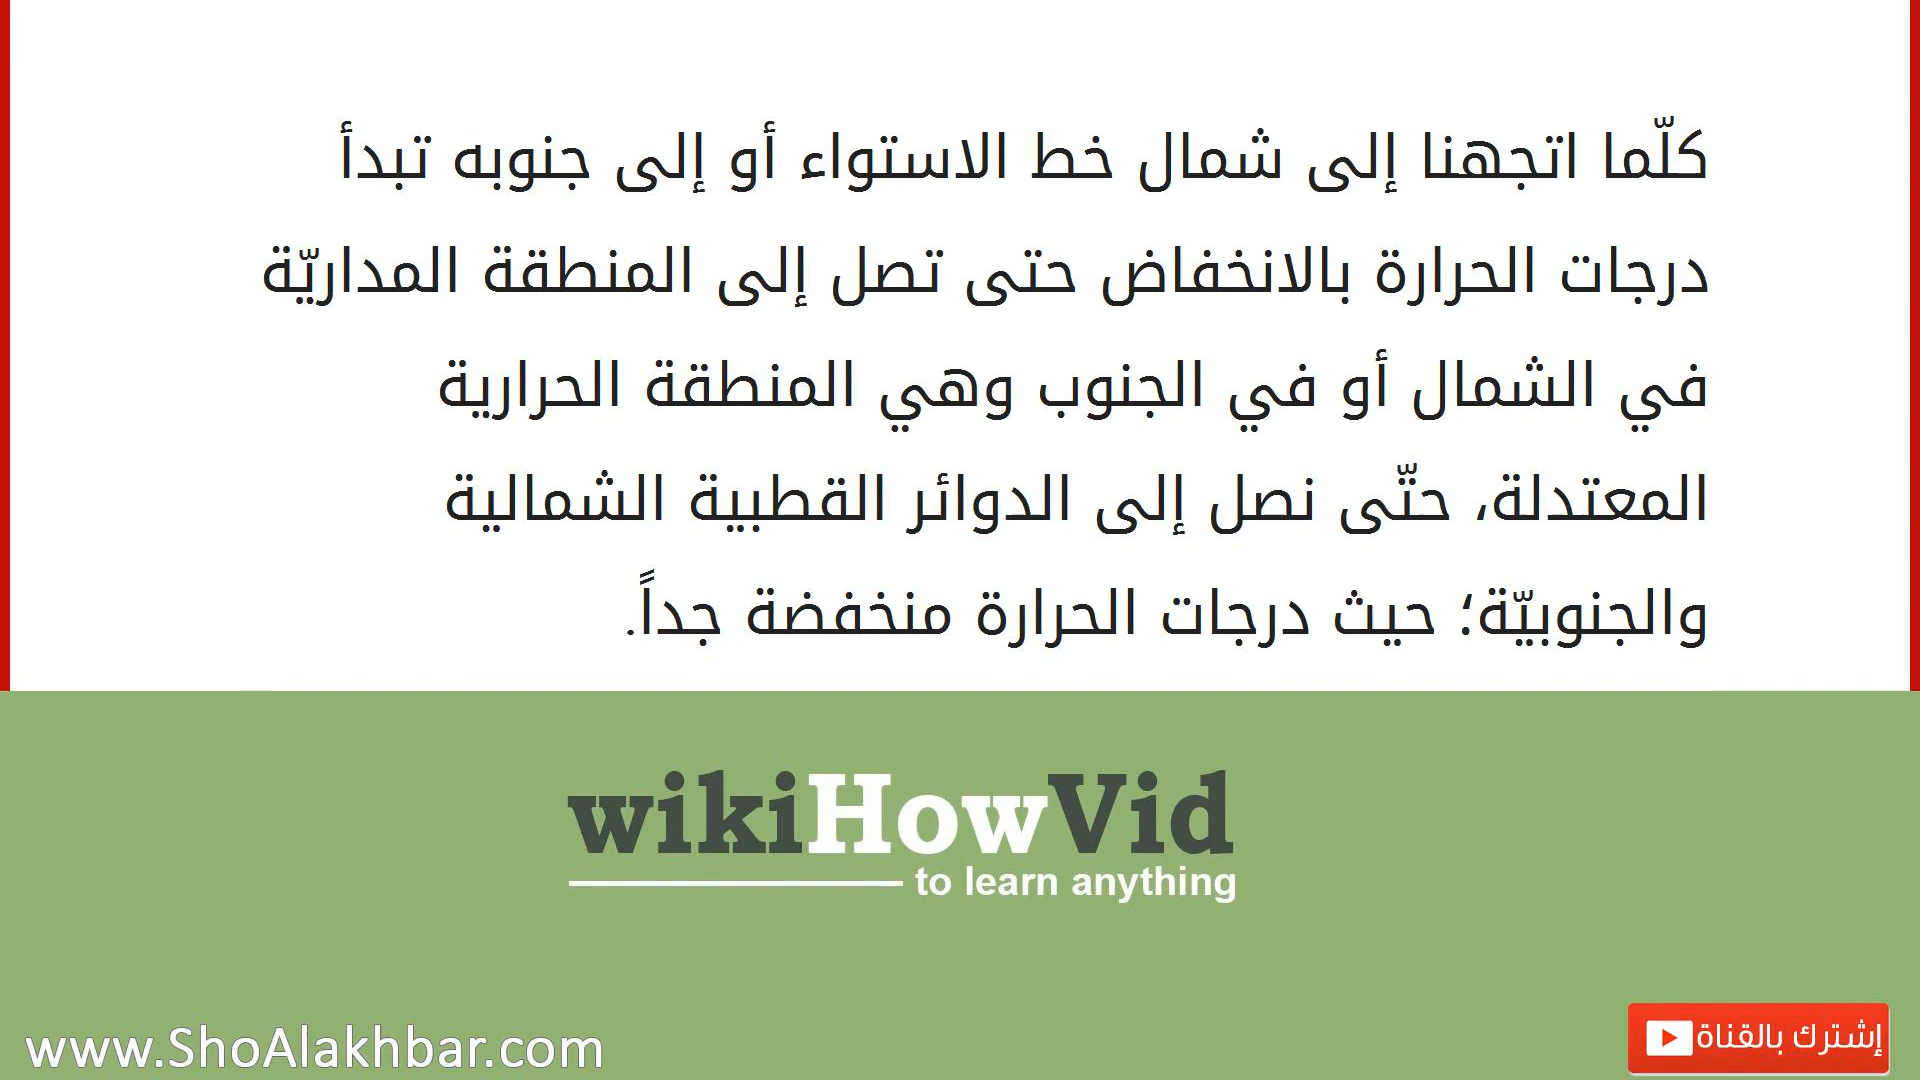 كلّما اتجهنا إلى شمال خط الاستواء أو إلى جنوبه تبدأ
درجات الحرارة بالانخفاض حتى تصل إلى المنطقة المداريّة
في الشمال أو في الجنوب وهي المنطقة الحرارية
المعتدلة، حتّى نصل إلى الدوائر القطبية الشمالية
والجنوبيّة؛ حيث درجات الحرارة منخفضة جداً.
wikiHowVid
to learn anything
www.ShoAlakhbar.com
إشترك بالقناة